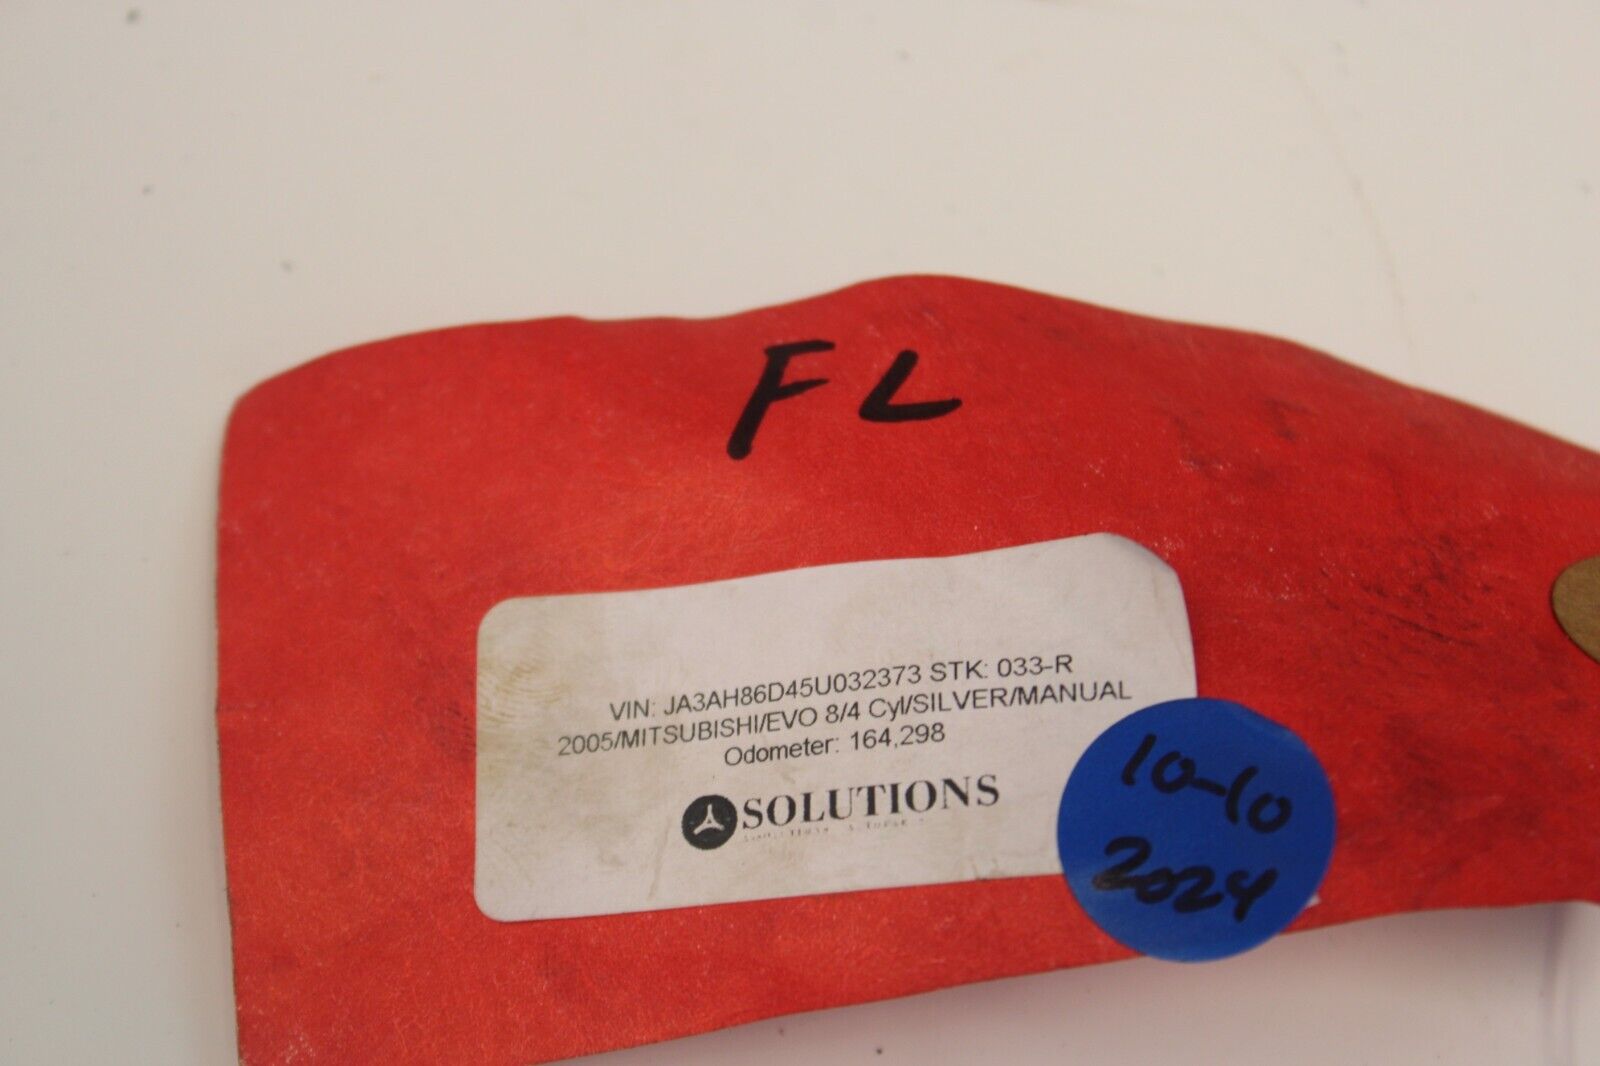 FL
VIN: JA3AH86D45U032373 STK: 033-R
2005/MITSUBISHI/EVO 8/4 Cyl/SILVER/MANUAL
Odometer: 164,298
SOLUTIONS
10-10
2024